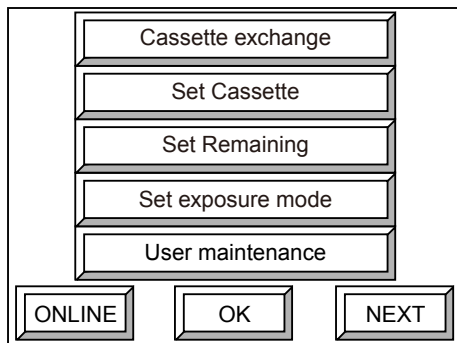 Cassette exchange
Set Cassette
Set Remaining
Set exposure mode
User maintenance
ONLINE OK NEXT